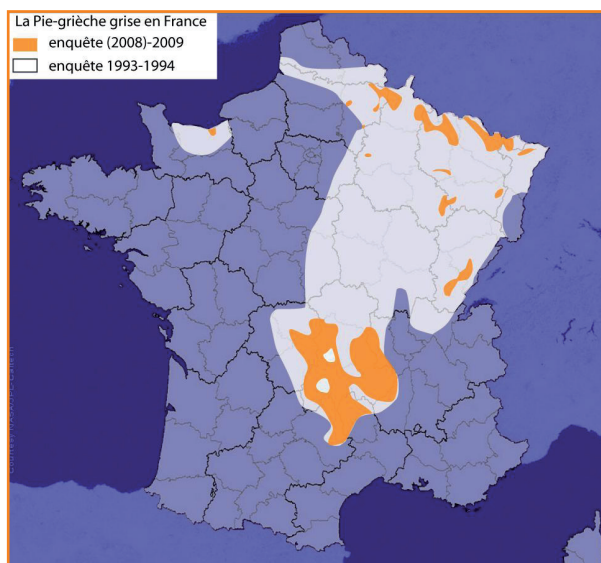 La Pie-grièche grise en France
enquête (2008)-2009
enquête 1993-1994